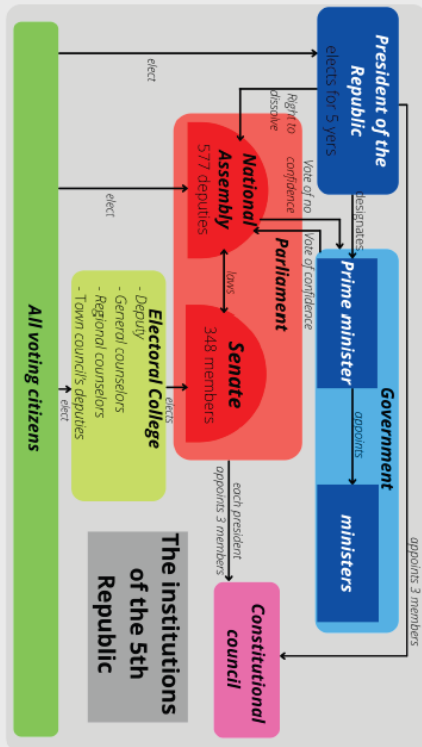 President of the
Republic
elects for 5 yers
appoints 3 members
elect
Right to
dissolve
designates
Vote of no
confidence
Vote of confidence
Government
Prime minister
appoints
ministers
Parliament
National
Assembly
577 deputies
laws
Senate
348 members
each president
appoints 3 members
Constitutional
council
elect
elects
Electoral College
- Deputy
- General counselors
- Regional counselors
- Town council's deputies
elect
All voting citizens
The institutions
of the 5th
Republic